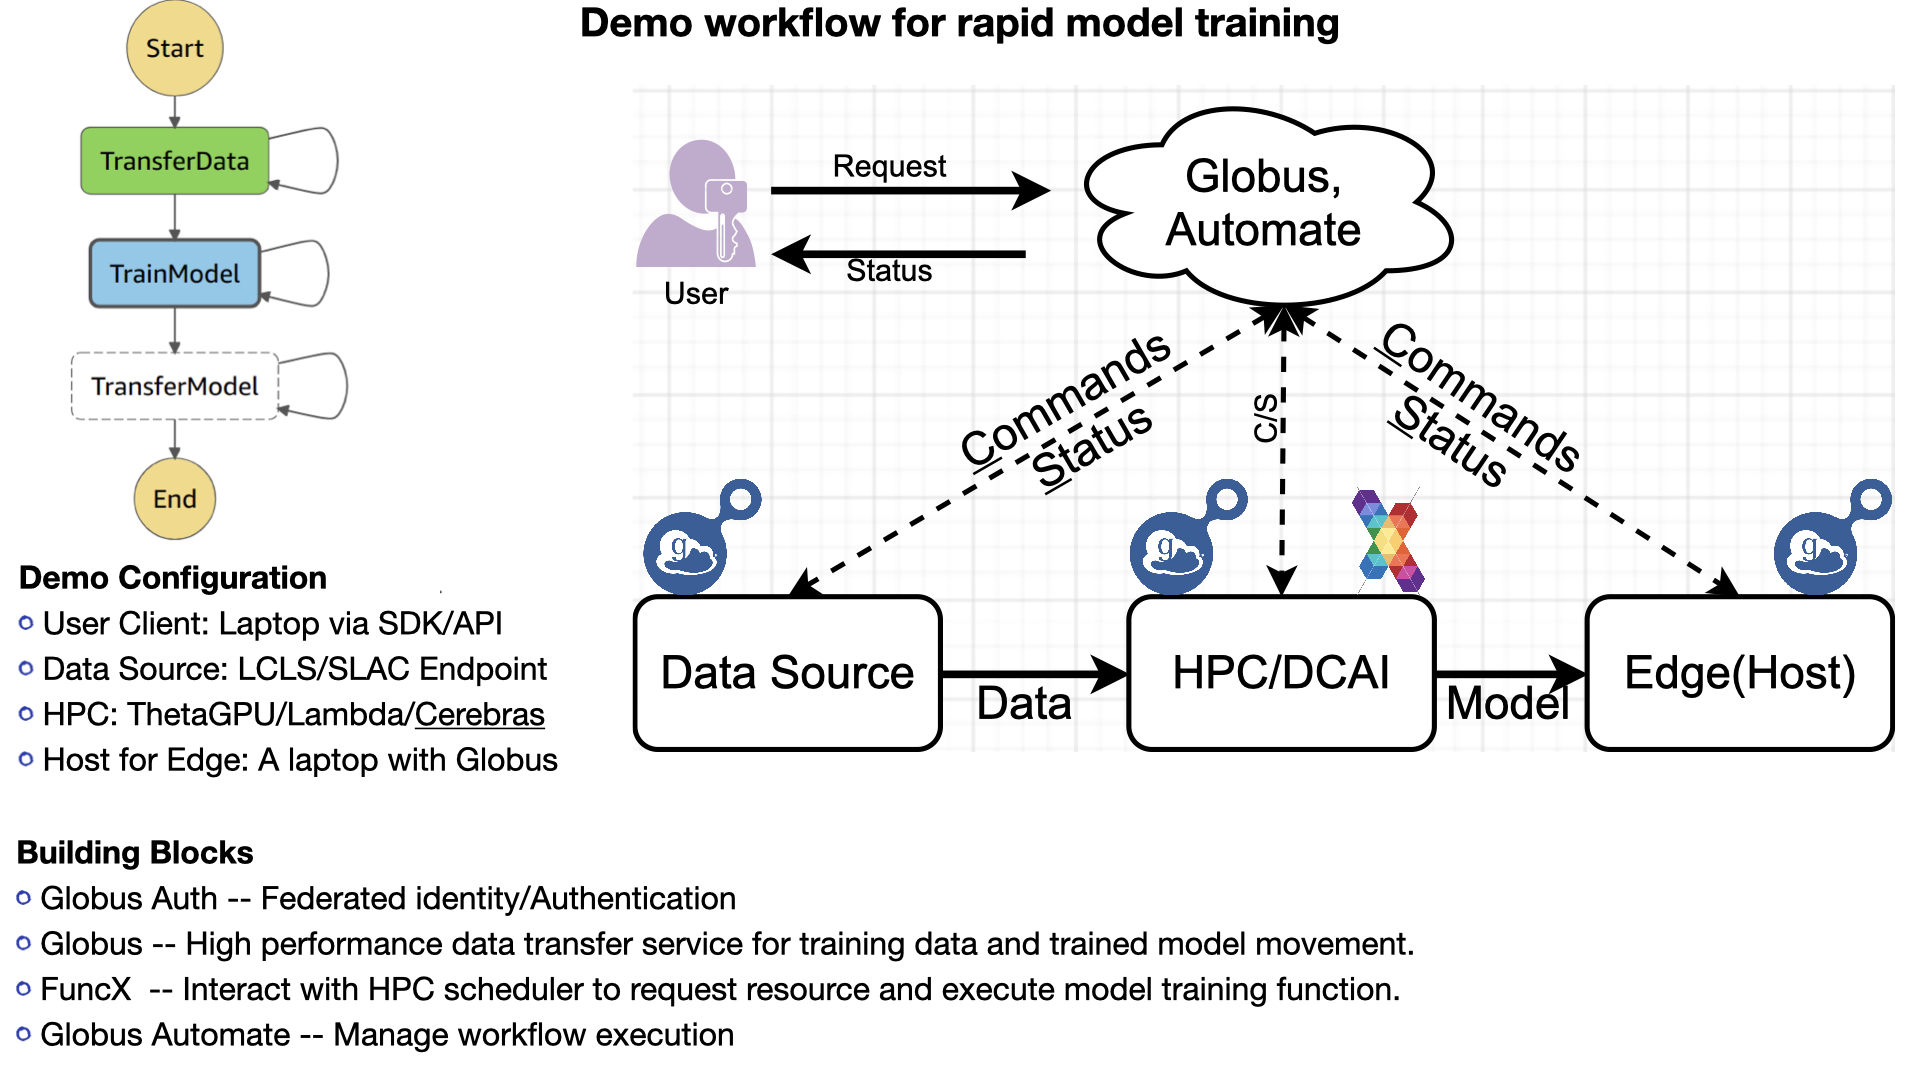 Demo workflow for rapid model training
Start
TransferData
TrainModel
TransferModel
End
Request
Status
User
Globus,
Automate
Commands
Status
C/S
Commands
Status
g
g
g
Data Source
Data
HPC/DCAI
Model
Edge(Host)
Demo Configuration
User Client: Laptop via SDK/API
Data Source: LCLS/SLAC Endpoint
HPC: ThetaGPU/Lambda/Cerebras
Host for Edge: A laptop with Globus
Building Blocks
Globus Auth -- Federated identity/Authentication
Globus -- High performance data transfer service for training data and trained model movement.
FuncX -- Interact with HPC scheduler to request resource and execute model training function.
Globus Automate -- Manage workflow execution